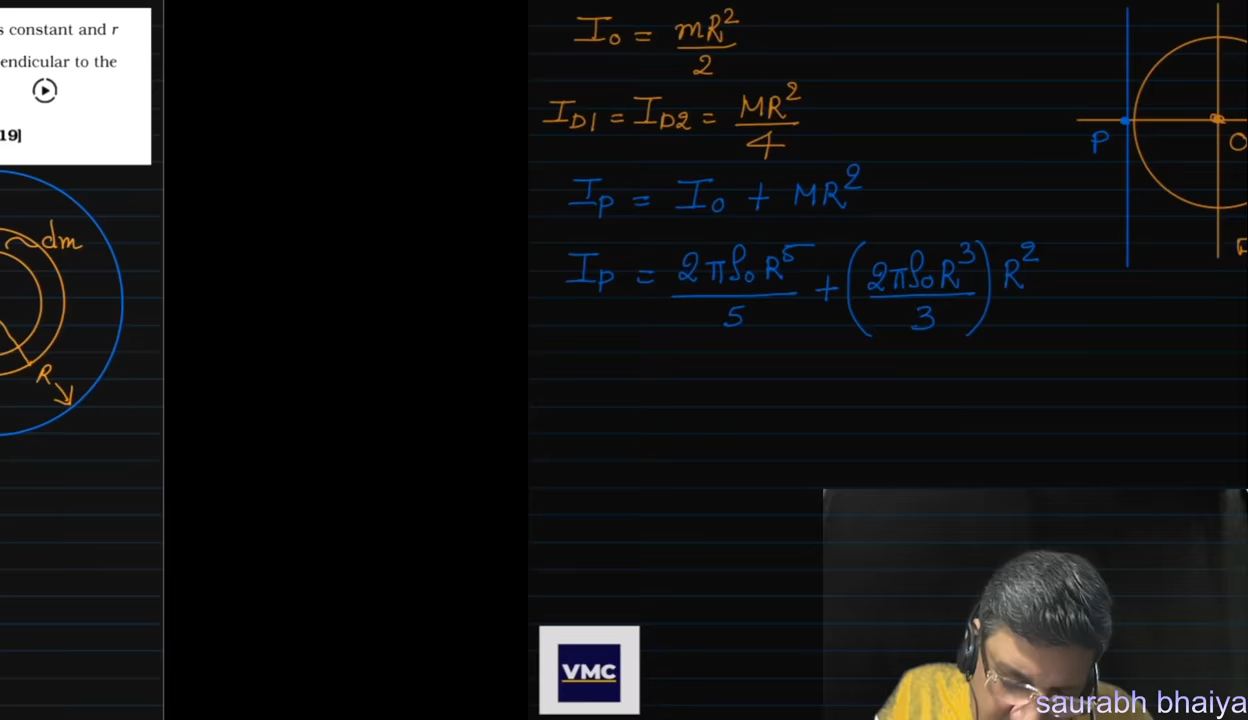 s constant and r
endicular to the
19]
dm
R
I₀ = mR²/2
I_D1 = I_D2 = MR²/4
I_P = I₀ + MR²
I_P = 2πρ₀R⁵/5 + (2πρ₀R³/3) R²
P
O
VMC
saurabh bhaiya